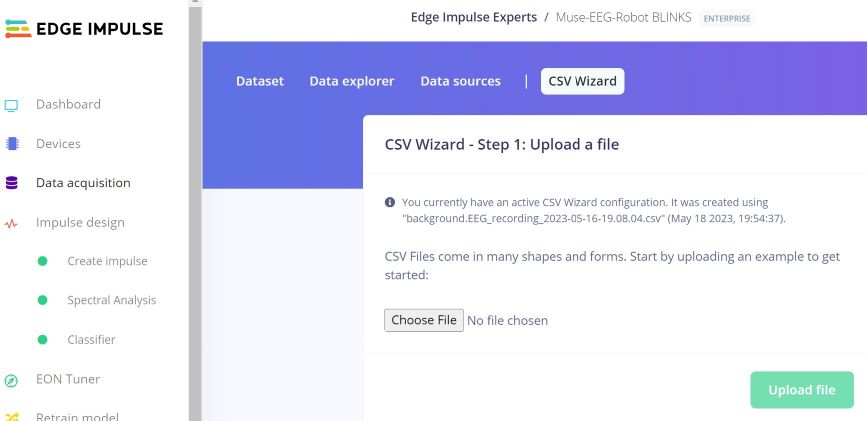 EDGE IMPULSE
Edge Impulse Experts / Muse-EEG-Robot BLINKS ENTERPRISE
Dashboard
Devices
Data acquisition
Impulse design
Create impulse
Spectral Analysis
Classifier
EON Tuner
Retrain model
Dataset Data explorer Data sources | CSV Wizard
CSV Wizard - Step 1: Upload a file
You currently have an active CSV Wizard configuration. It was created using
"background.EEG_recording_2023-05-16-19.08.04.csv" (May 18 2023, 19:54:37).
CSV Files come in many shapes and forms. Start by uploading an example to get
started:
Choose File No file chosen
Upload file